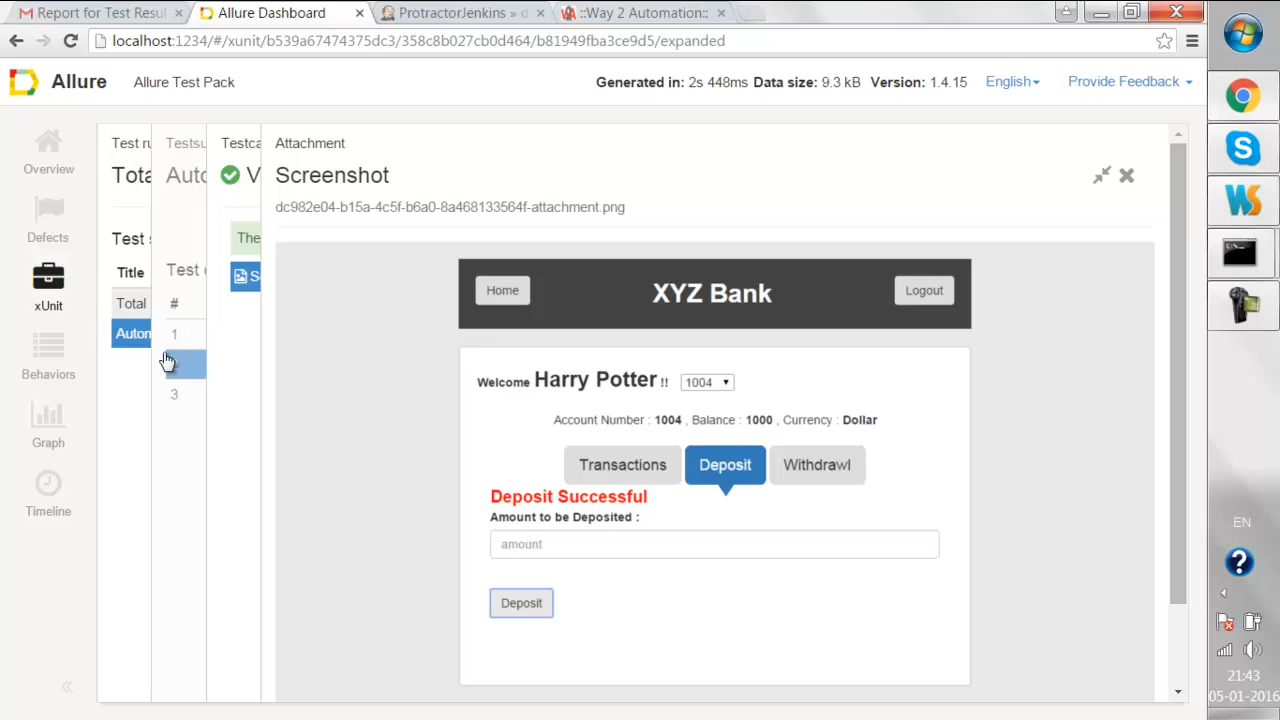 Report for Test Resul
Allure Dashboard
ProtractorJenkins » d
::Way 2 Automation::
localhost:1234/#/xunit/b539a67474375dc3/358c8b027cb9d464/b81949fba3ce9d5/expanded
Allure
Allure Test Pack
Generated in: 2s 448ms Data size: 9.3 kB Version: 1.4.15
English
Provide Feedback
Overview
Defects
xUnit
Behaviors
Graph
Timeline
Test ru
Tota
Test s
Title
Total
Autom
Testsu
Auto
Test c
#
1
3
Testca
V
The
S
Attachment
Screenshot
dc982e04-b15a-4c5f-b6a0-8a468133564f-attachment.png
Home
XYZ Bank
Logout
Welcome Harry Potter !! 1004
Account Number : 1004 , Balance : 1000 , Currency : Dollar
Transactions
Deposit
Withdrawl
Deposit Successful
Amount to be Deposited :
amount
Deposit
EN
21:43
05-01-2016